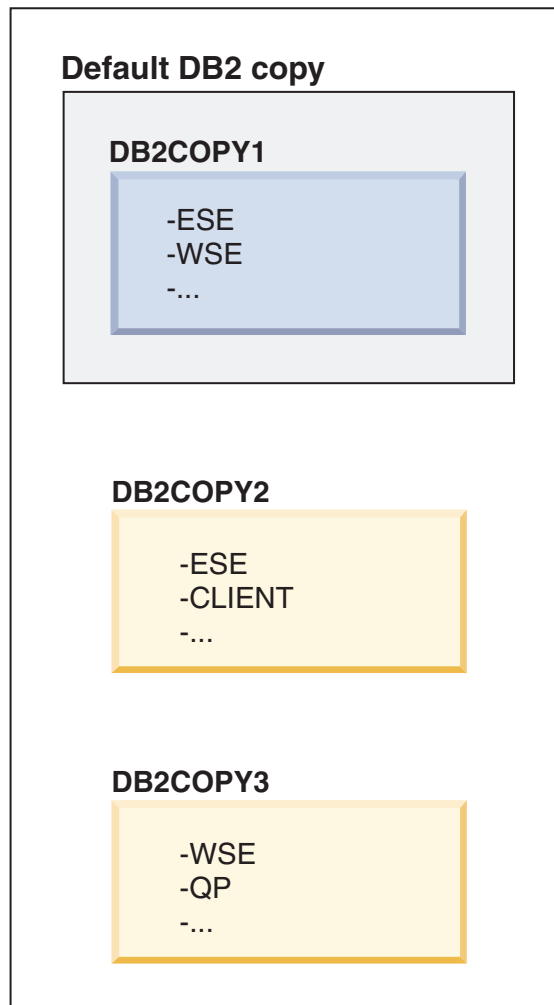 Default DB2 copy
DB2COPY1
-ESE
-WSE
-...
DB2COPY2
-ESE
-CLIENT
-...
DB2COPY3
-WSE
-QP
-...